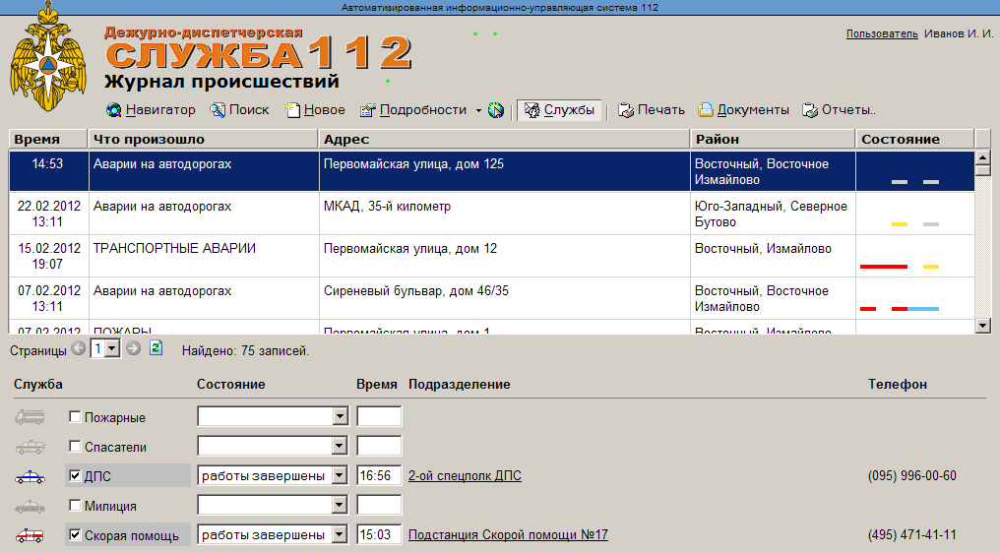 Автоматизированная информационно-управляющая система 112
Дежурно-диспетчерская
СЛУЖБА 112
Журнал происшествий
Пользователь Иванов И. И.
Навигатор Поиск Новое Подробности Службы Печать Документы Отчеты..
Время Что произошло Адрес Район Состояние
14:53 Аварии на автодорогах Первомайская улица, дом 125 Восточный, Восточное
Измайлово
22.02.2012 Аварии на автодорогах МКАД, 35-й километр Юго-Западный, Северное
13:11 Бутово
15.02.2012 ТРАНСПОРТНЫЕ АВАРИИ Первомайская улица, дом 12 Восточный, Измайлово
19:07
07.02.2012 Аварии на автодорогах Сиреневый бульвар, дом 46/35 Восточный, Восточное
13:11 Измайлово
07.02.2012 ПОЖАРЫ Первомайская улица, дом 1 Восточный, Измайлово
Страницы 1 Найдено: 75 записей.
Служба Состояние Время Подразделение Телефон
Пожарные
Спасатели
ДПС работы завершены 16:56 2-ой спецполк ДПС (095) 996-00-60
Милиция
Скорая помощь работы завершены 15:03 Подстанция Скорой помощи №17 (495) 471-41-11